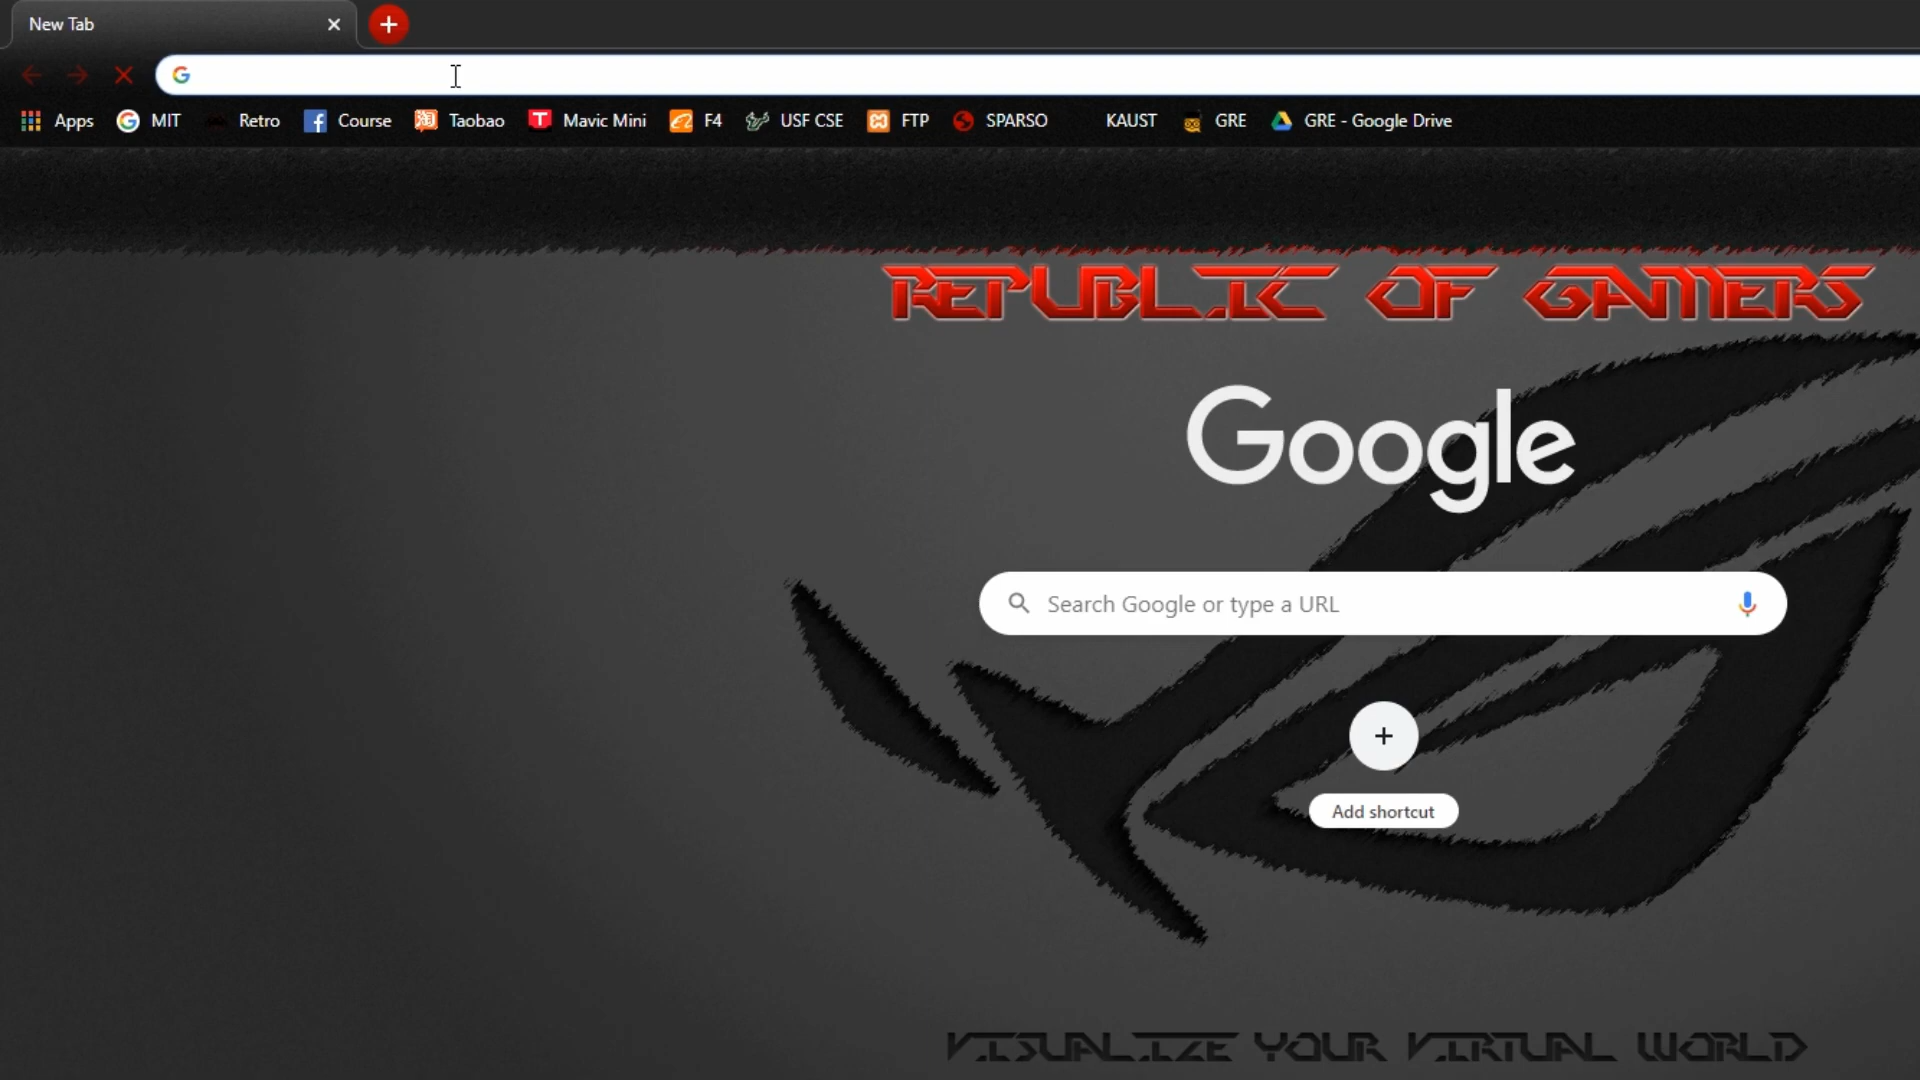 New Tab
Apps MIT Retro Course Taobao Mavic Mini F4 USF CSE FTP SPARSO KAUST GRE GRE - Google Drive
REPUBLIC OF GAMERS
Google
Search Google or type a URL
Add shortcut
VISUALIZE YOUR VIRTUAL WORLD